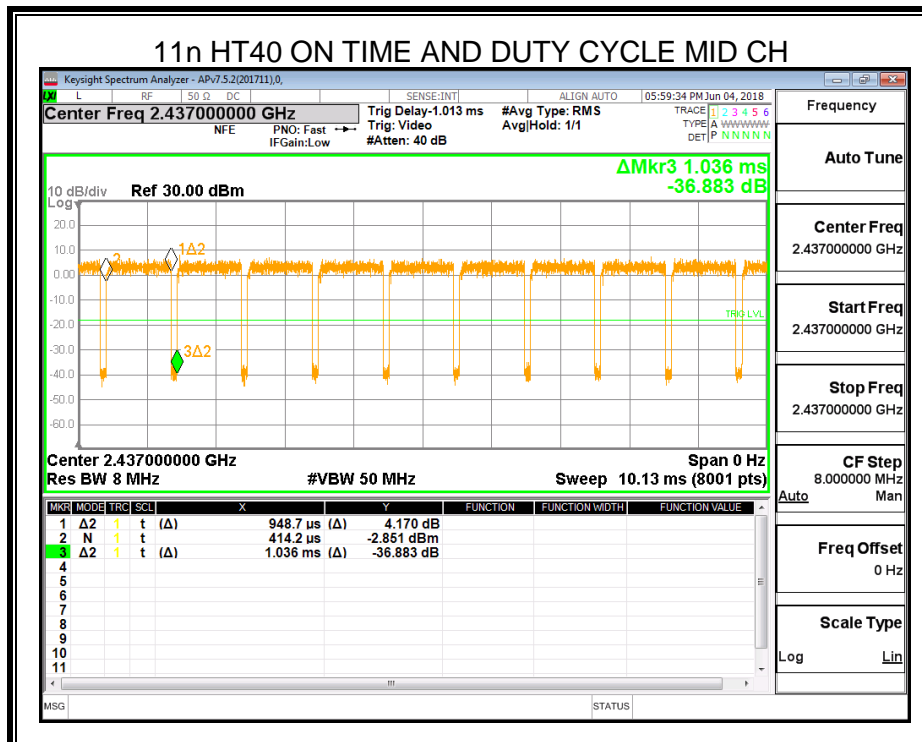 11n HT40 ON TIME AND DUTY CYCLE MID CH
Keysight Spectrum Analyzer - APv7.5.2(201711),0,
LXI L RF 50 Ω DC SENSE:INT ALIGN AUTO 05:59:34 PM Jun 04, 2018
Center Freq 2.437000000 GHz
NFE
PNO: Fast
IFGain:Low
Trig Delay-1.013 ms
Trig: Video
#Atten: 40 dB
#Avg Type: RMS
Avg|Hold: 1/1
TRACE 1 2 3 4 5 6
TYPE A WWWWW
DET P N N N N N
ΔMkr3 1.036 ms
-36.883 dB
10 dB/div Ref 30.00 dBm
Log
20.0
10.0
0.00
-10.0
-20.0
-30.0
-40.0
-50.0
-60.0
2
1Δ2
3Δ2
TRIG LVL
Center 2.437000000 GHz Span 0 Hz
Res BW 8 MHz #VBW 50 MHz Sweep 10.13 ms (8001 pts)
MKR MODE TRC SCL X Y FUNCTION FUNCTION WIDTH FUNCTION VALUE
1 Δ2 1 t (Δ) 948.7 µs (Δ) 4.170 dB
2 N 1 t 414.2 µs -2.851 dBm
3 Δ2 1 t (Δ) 1.036 ms (Δ) -36.883 dB
4
5
6
7
8
9
10
11
MSG STATUS
Frequency
Auto Tune
Center Freq
2.437000000 GHz
Start Freq
2.437000000 GHz
Stop Freq
2.437000000 GHz
CF Step
8.000000 MHz
Auto Man
Freq Offset
0 Hz
Scale Type
Log Lin